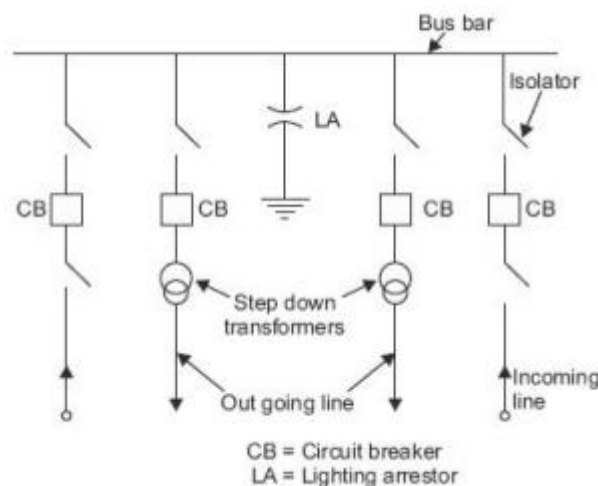 Bus bar
Isolator
LA
CB
CB
CB
CB
Step down
transformers
Out going line
Incoming
line
CB = Circuit breaker
LA = Lighting arrestor